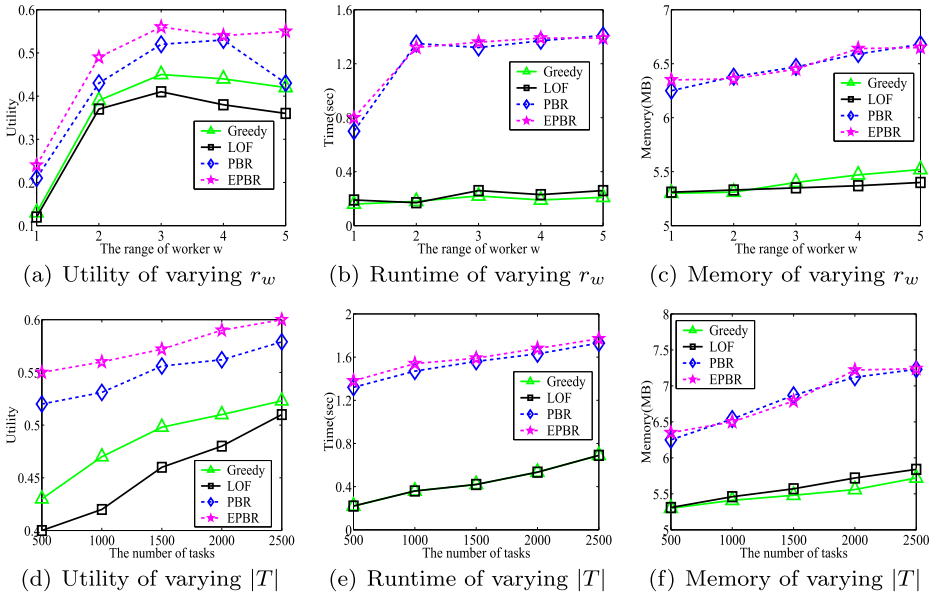 0.6
0.5
0.4
0.3
0.2
0.1
Utility
1 2 3 4 5
The range of worker w
Greedy
LOF
PBR
EPBR
(a) Utility of varying r_w
1.6
1.2
0.8
0.4
0
Time(sec)
1 2 3 4 5
The range of worker w
Greedy
LOF
PBR
EPBR
(b) Runtime of varying r_w
7
6.5
6
5.5
5
Memory(MB)
1 2 3 4 5
The range of worker w
Greedy
LOF
PBR
EPBR
(c) Memory of varying r_w
0.6
0.55
0.5
0.45
0.4
Utility
500 1000 1500 2000 2500
The number of tasks
Greedy
LOF
PBR
EPBR
(d) Utility of varying |T|
2
1.6
1.2
0.8
0.4
0
Time(sec)
500 1000 1500 2000 2500
The number of tasks
Greedy
LOF
PBR
EPBR
(e) Runtime of varying |T|
8
7.5
7
6.5
6
5.5
5
Memory(MB)
500 1000 1500 2000 2500
The number of tasks
Greedy
LOF
PBR
EPBR
(f) Memory of varying |T|